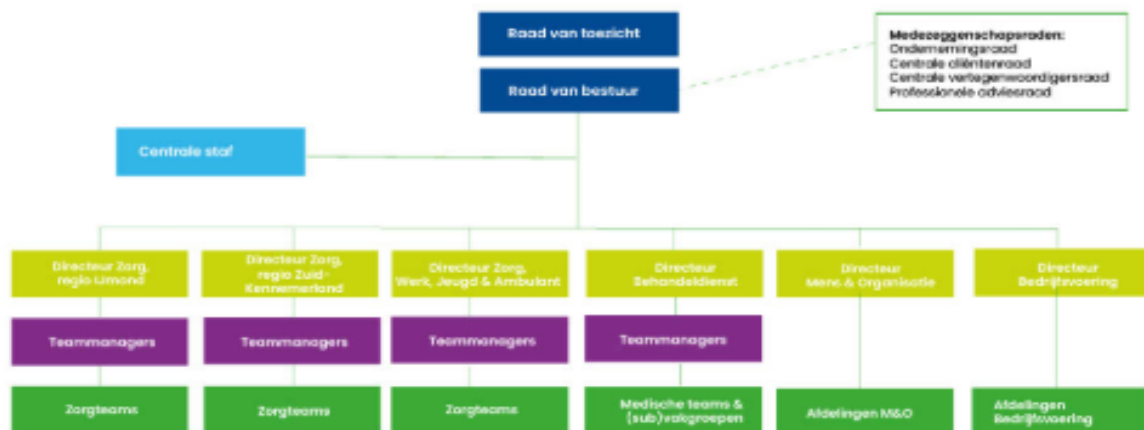 Raad van toezicht
Medezeggenschapsraden:
Ondernemingsraad
Centrale cliëntenraad
Centrale vertegenwoordigersraad
Professionele adviesraad
Raad van bestuur
Centrale staf
Directeur Zorg,
regio IJmond
Directeur Zorg,
regio Zuid-
Kennemerland
Directeur Zorg,
Werk, Jeugd & Ambulant
Directeur
Behandeldienst
Directeur
Mens & Organisatie
Directeur
Bedrijfsvoering
Teammanagers
Teammanagers
Teammanagers
Teammanagers
Zorgteams
Zorgteams
Zorgteams
Medische teams &
(sub)vakgroepen
Afdelingen M&O
Afdelingen
Bedrijfsvoering